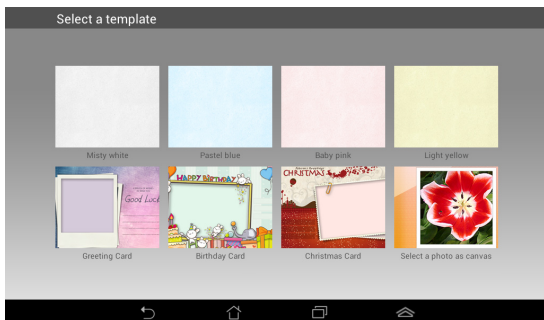 Select a template
Misty white
Pastel blue
Baby pink
Light yellow
Good Luck
HAPPY BIRTHDAY
CHRISTMAS
Greeting Card
Birthday Card
Christmas Card
Select a photo as canvas